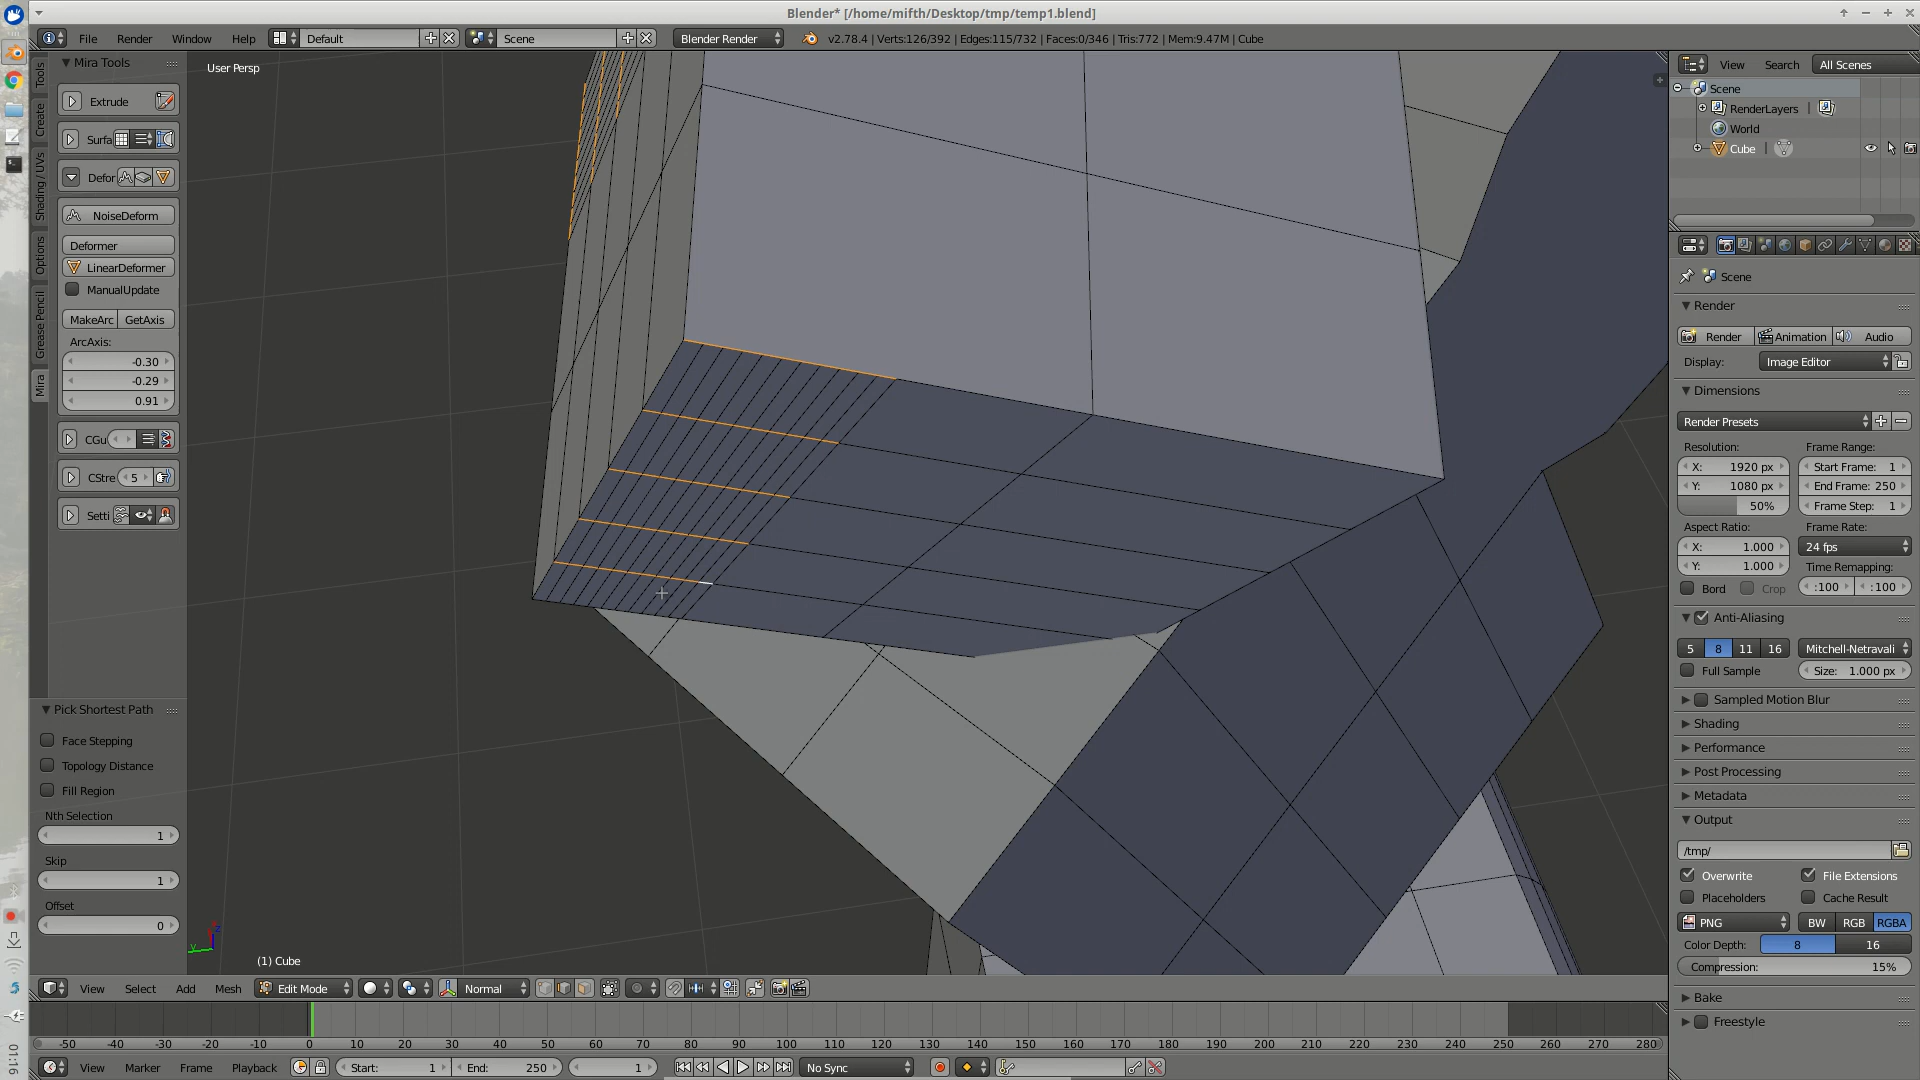 Blender* [/home/mifth/Desktop/tmp/temp1.blend]
File Render Window Help Default Scene Blender Render v2.78.4 | Verts:126/392 | Edges:115/732 | Faces:0/346 | Tris:772 | Mem:9.47M | Cube
Mira Tools
Extrude
Surfa
Defor
NoiseDeform
Deformer
LinearDeformer
ManualUpdate
MakeArc GetAxis
ArcAxis:
-0.30
-0.29
0.91
CGu
CStre 5
Setti
Tools
Create
Shading / UVs
Options
Grease Pencil
Mira
Pick Shortest Path
Face Stepping
Topology Distance
Fill Region
Nth Selection
1
Skip
1
Offset
0
User Persp
y
z
(1) Cube
View Select Add Mesh Edit Mode Normal
-50 -40 -30 -20 -10 0 10 20 30 40 50 60 70 80 90 100 110 120 130 140 150 160 170 180 190 200 210 220 230 240 250 260 270 280
View Marker Frame Playback Start: 1 End: 250 1 No Sync
View Search All Scenes
Scene
RenderLayers |
World
Cube |
Scene
Render
Render Animation Audio
Display: Image Editor
Dimensions
Render Presets
Resolution: Frame Range:
X: 1920 px Start Frame: 1
Y: 1080 px End Frame: 250
50% Frame Step: 1
Aspect Ratio: Frame Rate:
X: 1.000 24 fps
Y: 1.000 Time Remapping:
Bord Crop :100 :100
Anti-Aliasing
5 8 11 16 Mitchell-Netravali
Full Sample Size: 1.000 px
Sampled Motion Blur
Shading
Performance
Post Processing
Metadata
Output
/tmp/
Overwrite File Extensions
Placeholders Cache Result
PNG BW RGB RGBA
Color Depth: 8 16
Compression: 15%
Bake
Freestyle
01:16